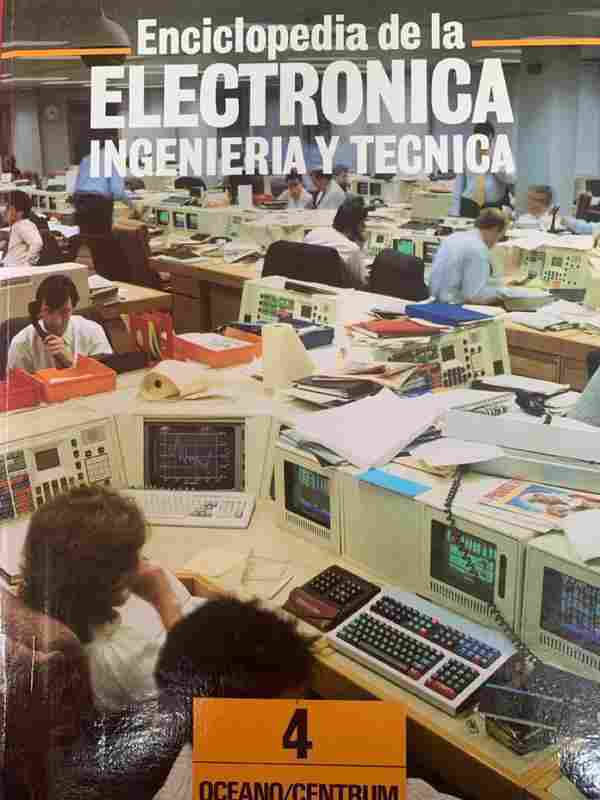 Enciclopedia de la
ELECTRONICA
INGENIERIA Y TECNICA
4
OCEANO/CENTRUM